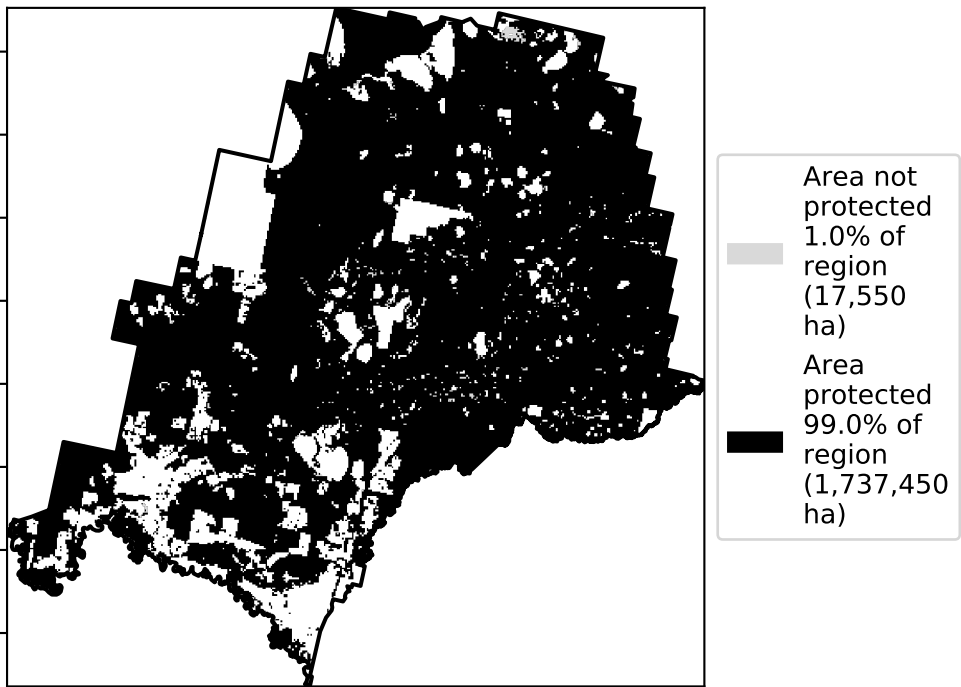 Area not
protected
1.0% of
region
(17,550
ha)
Area
protected
99.0% of
region
(1,737,450
ha)